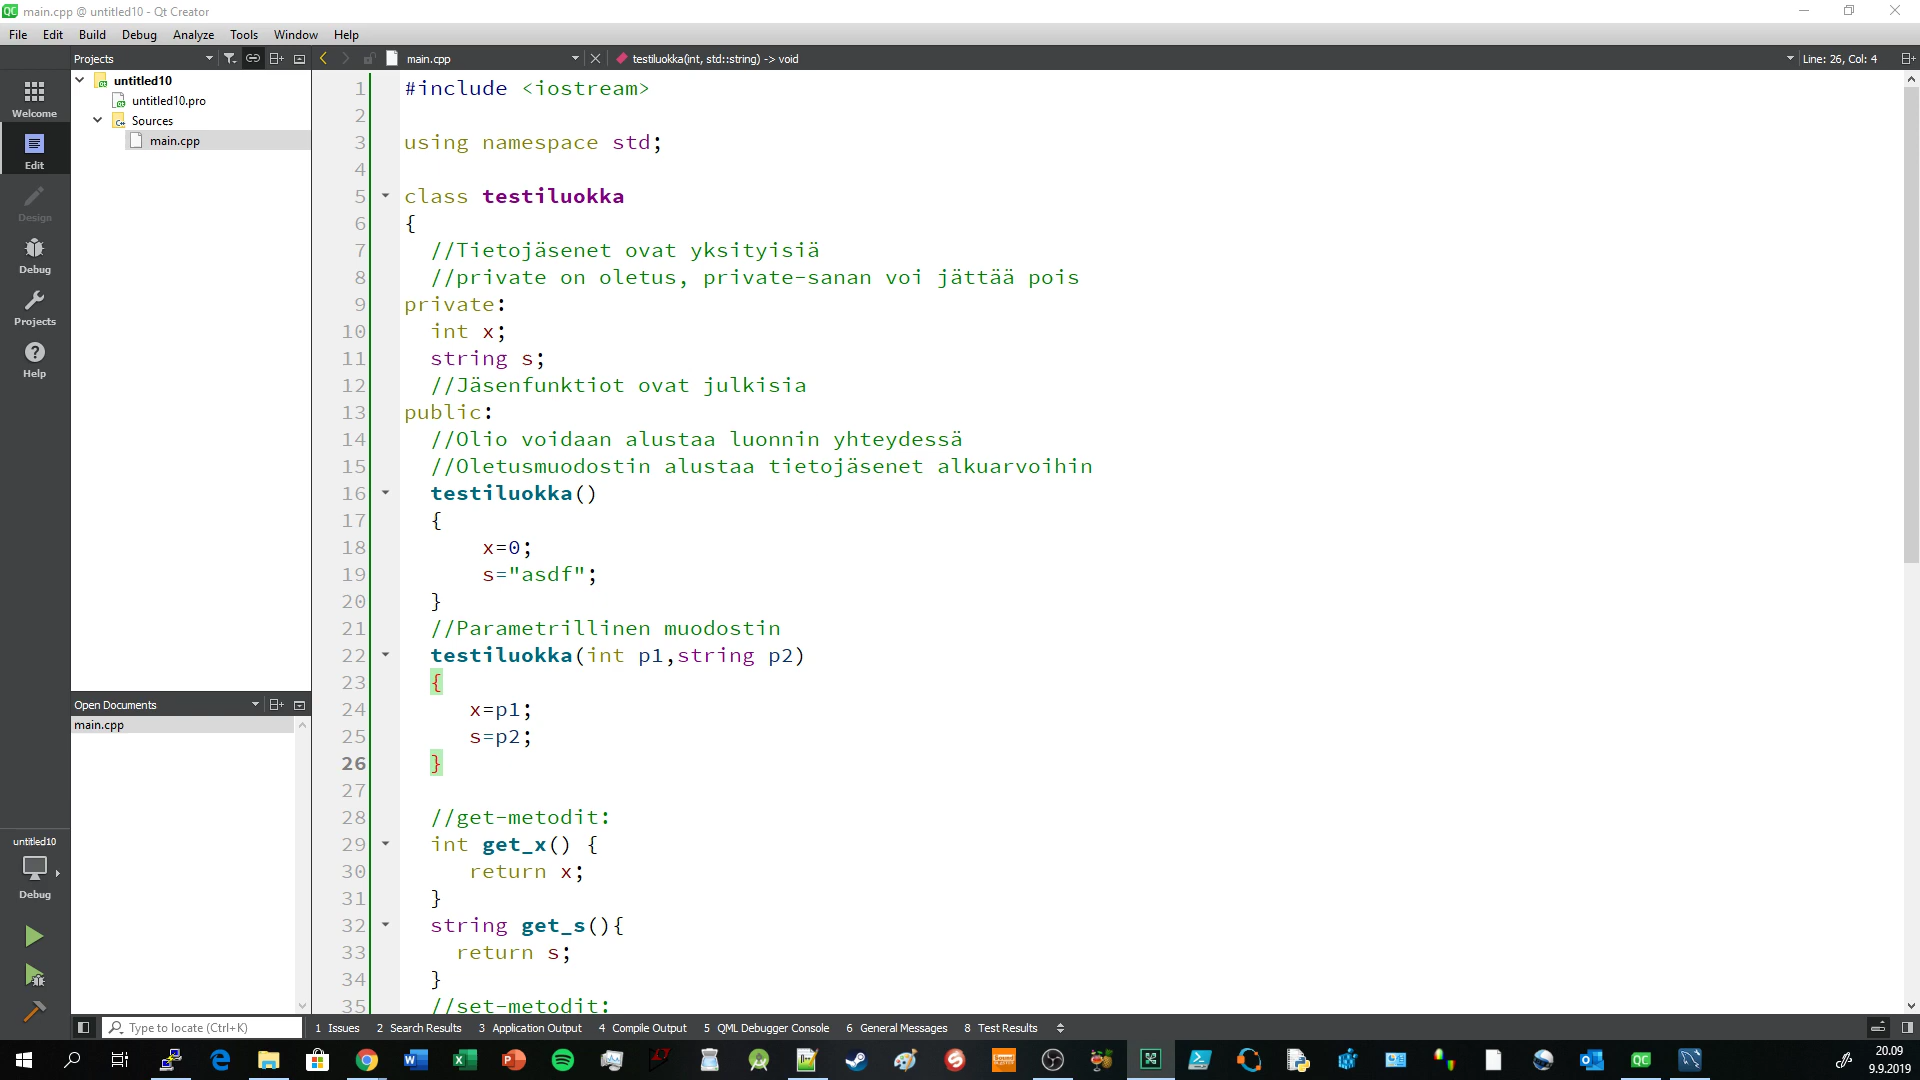 main.cpp @ untitled10 - Qt Creator
File Edit Build Debug Analyze Tools Window Help
Projects main.cpp testiluokka(int, std::string) -> void Line: 26, Col: 4
Welcome
Edit
Design
Debug
Projects
Help
untitled10
untitled10.pro
Sources
main.cpp
1 #include <iostream>
2
3 using namespace std;
4
5 class testiluokka
6 {
7 //Tietojäsenet ovat yksityisiä
8 //private on oletus, private-sanan voi jättää pois
9 private:
10 int x;
11 string s;
12 //Jäsenfunktiot ovat julkisia
13 public:
14 //Olio voidaan alustaa luonnin yhteydessä
15 //Oletusmuodostin alustaa tietojäsenet alkuarvoihin
16 testiluokka()
17 {
18 x=0;
19 s="asdf";
20 }
21 //Parametrillinen muodostin
22 testiluokka(int p1,string p2)
23 {
24 x=p1;
25 s=p2;
26 }
27
28 //get-metodit:
29 int get_x() {
30 return x;
31 }
32 string get_s(){
33 return s;
34 }
35 //set-metodit:
Open Documents
main.cpp
untitled10
Debug
Type to locate (Ctrl+K) 1 Issues 2 Search Results 3 Application Output 4 Compile Output 5 QML Debugger Console 6 General Messages 8 Test Results
20.09
9.9.2019